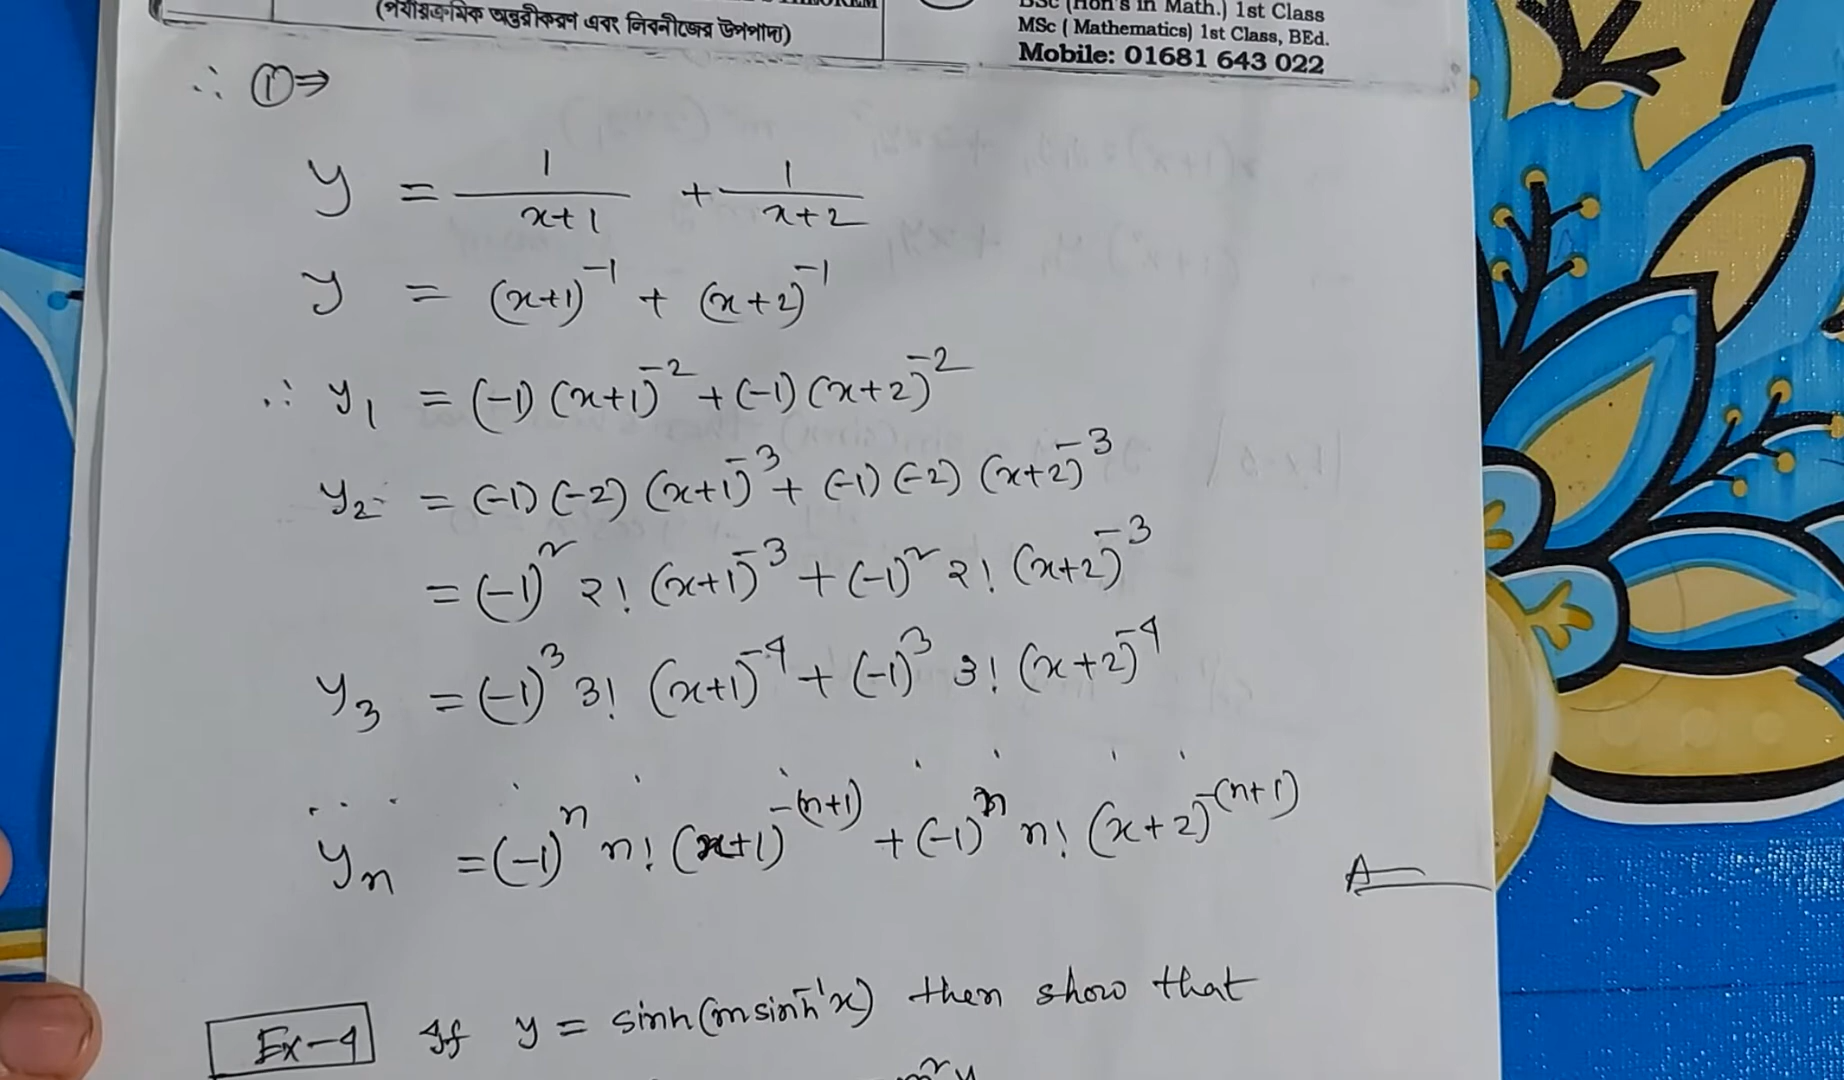 (পর্যায়ক্রমিক অন্তরীকরণ এবং লিবনীজের উপপাদ্য)
BSc (Hon's in Math.) 1st Class
MSc ( Mathematics) 1st Class, BEd.
Mobile: 01681 643 022
∴ ① ⇒
y = 1/(x+1) + 1/(x+2)
y = (x+1)⁻¹ + (x+2)⁻¹
∴ y₁ = (-1) (x+1)⁻² + (-1) (x+2)⁻²
y₂ = (-1) (-2) (x+1)⁻³ + (-1) (-2) (x+2)⁻³
= (-1)^২ 2! (x+1)⁻³ + (-1)^২ 2! (x+2)⁻³
y₃ = (-1)³ 3! (x+1)⁻⁴ + (-1)³ 3! (x+2)⁻⁴
yₙ = (-1)ⁿ n! (x+1)^-(n+1) + (-1)ⁿ n! (x+2)^-(n+1)
A
Ex-4 If y = sinh(m sinh⁻¹x) then show that